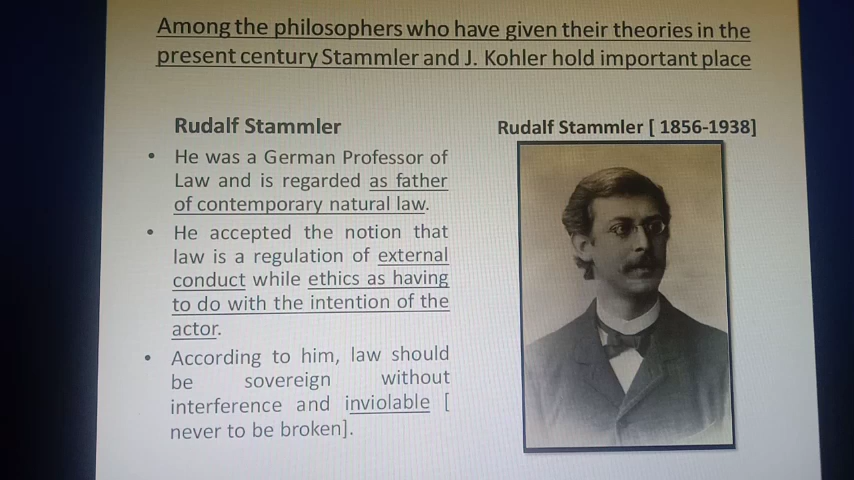 Among the philosophers who have given their theories in the
present century Stammler and J. Kohler hold important place
Rudalf Stammler
• He was a German Professor of
Law and is regarded as father
of contemporary natural law.
• He accepted the notion that
law is a regulation of external
conduct while ethics as having
to do with the intention of the
actor.
• According to him, law should
be sovereign without
interference and inviolable [
never to be broken].
Rudalf Stammler [ 1856-1938]